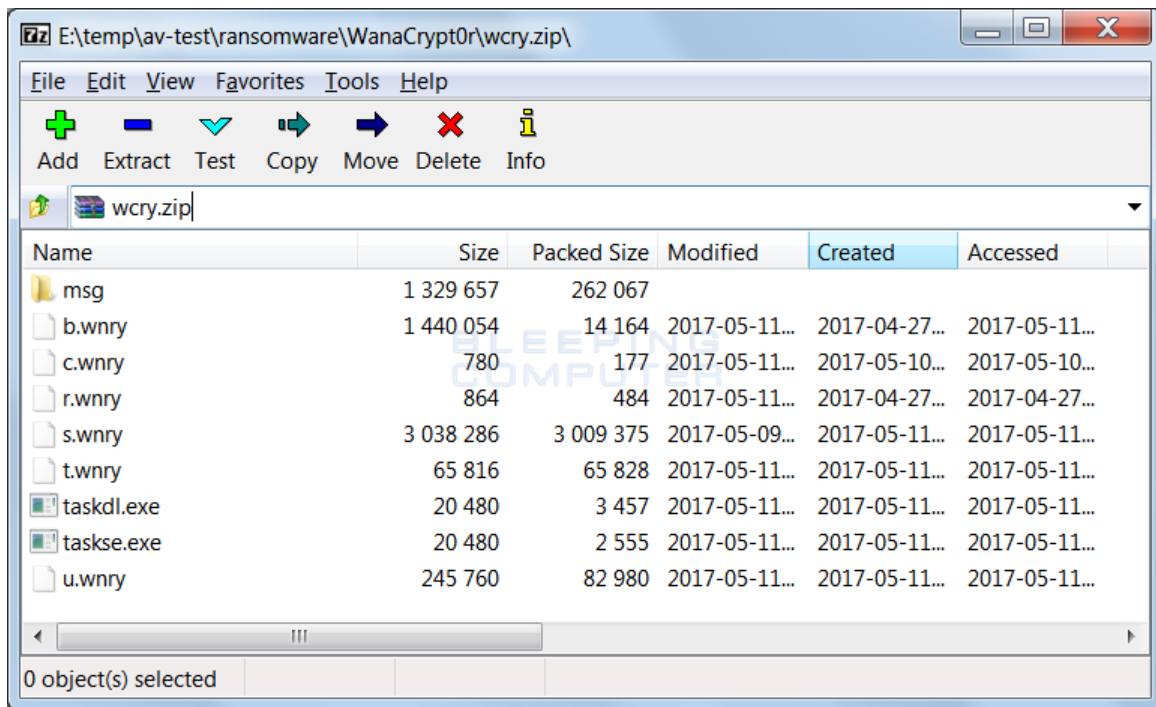 E:\temp\av-test\ransomware\WanaCrypt0r\wcry.zip\
File Edit View Favorites Tools Help
Add Extract Test Copy Move Delete Info
wcry.zip
Name Size Packed Size Modified Created Accessed
msg 1 329 657 262 067
b.wnry 1 440 054 14 164 2017-05-11... 2017-04-27... 2017-05-11...
c.wnry 780 177 2017-05-11... 2017-05-10... 2017-05-10...
r.wnry 864 484 2017-05-11... 2017-04-27... 2017-04-27...
s.wnry 3 038 286 3 009 375 2017-05-09... 2017-05-11... 2017-05-11...
t.wnry 65 816 65 828 2017-05-11... 2017-05-11... 2017-05-11...
taskdl.exe 20 480 3 457 2017-05-11... 2017-05-11... 2017-05-11...
taskse.exe 20 480 2 555 2017-05-11... 2017-05-11... 2017-05-11...
u.wnry 245 760 82 980 2017-05-11... 2017-05-11... 2017-05-11...
BLEEPING
COMPUTER
0 object(s) selected